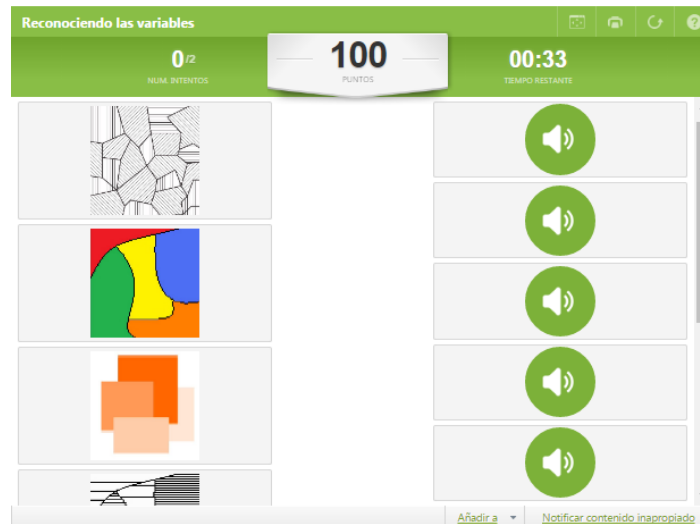 Reconociendo las variables
0/2
NUM. INTENTOS
100
PUNTOS
00:33
TIEMPO RESTANTE
Añadir a
Notificar contenido inapropiado